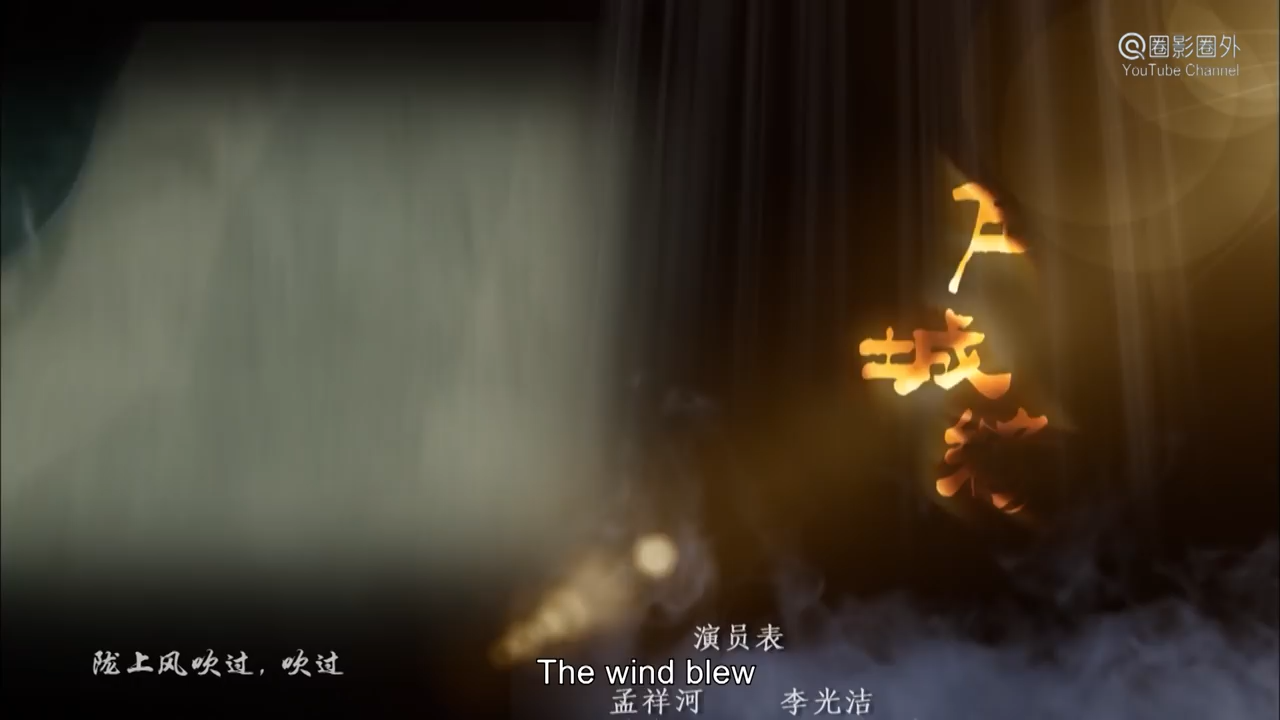 圈影圈外
YouTube Channel
城
演员表
陇上风吹过，吹过
The wind blew
孟祥河 李光洁